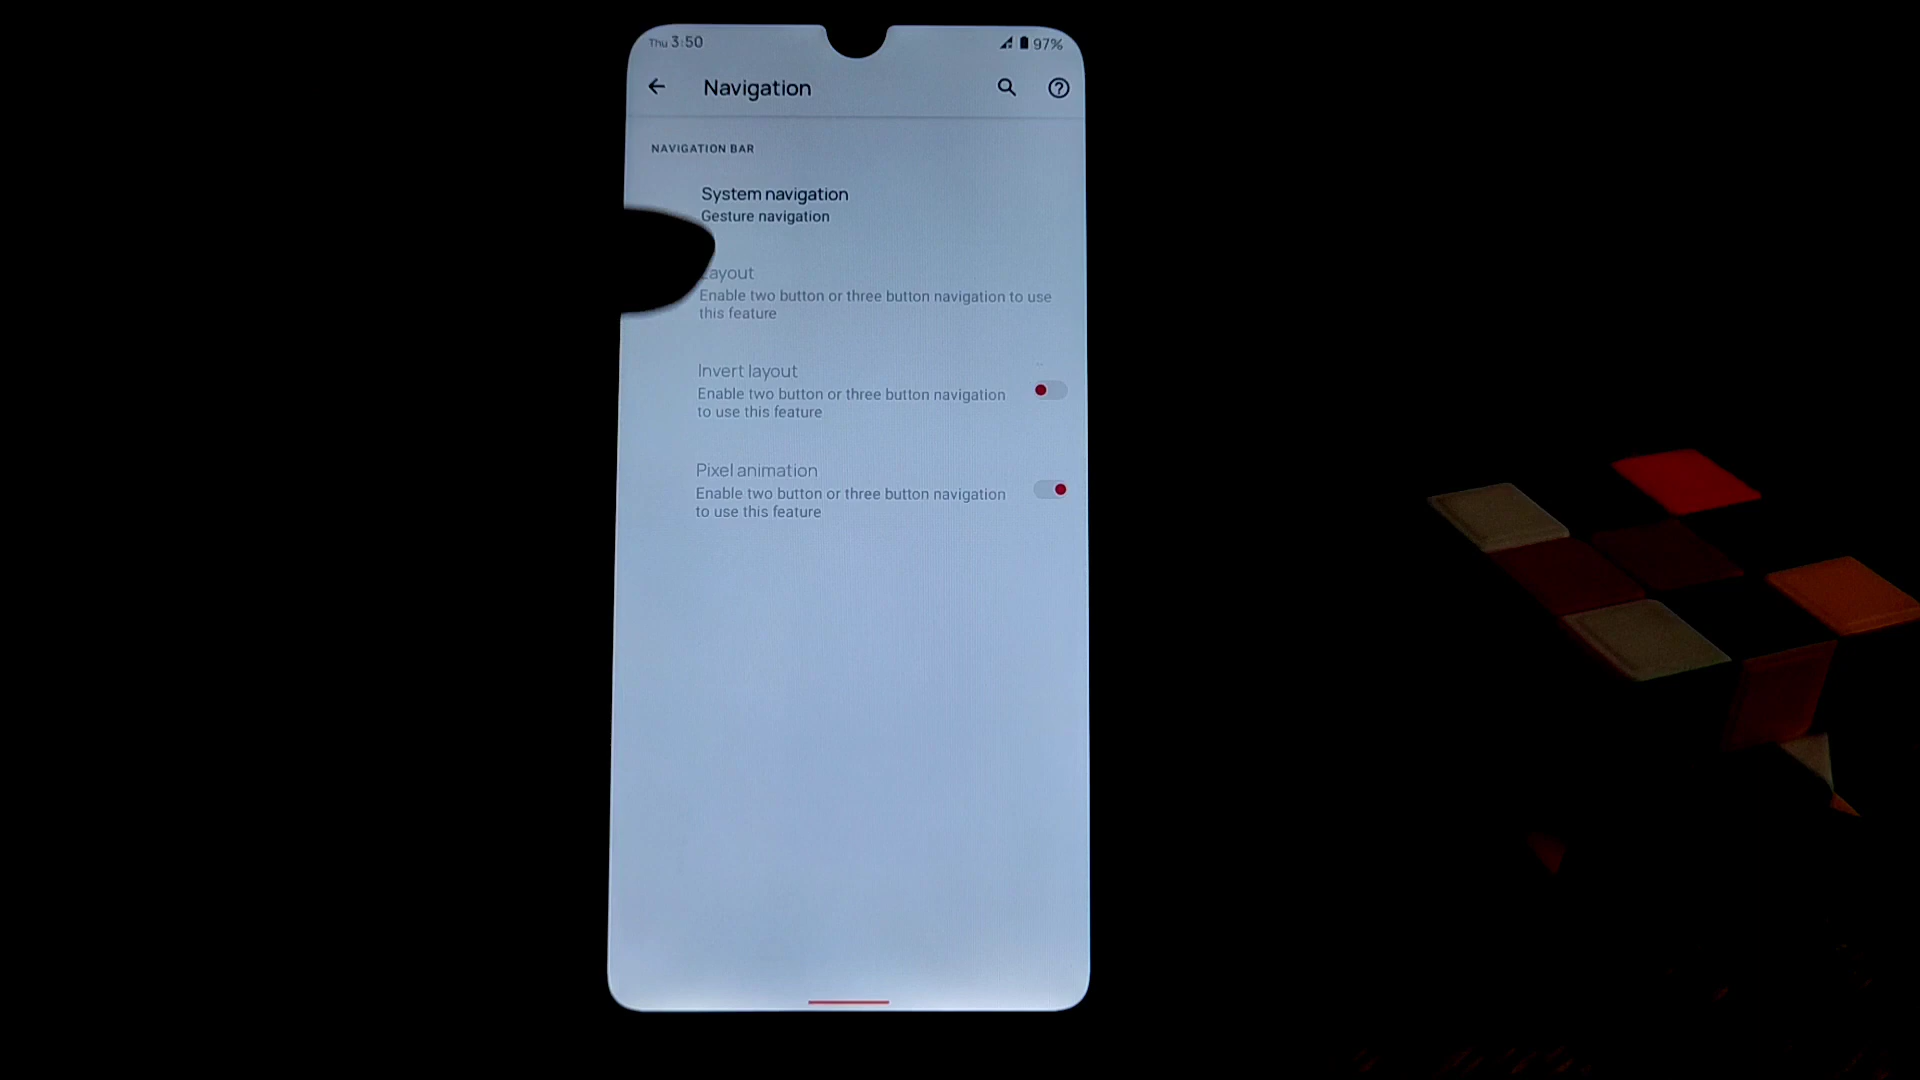 Thu 3:50
97%
Navigation
NAVIGATION BAR
System navigation
Gesture navigation
Layout
Enable two button or three button navigation to use
this feature
Invert layout
Enable two button or three button navigation
to use this feature
Pixel animation
Enable two button or three button navigation
to use this feature